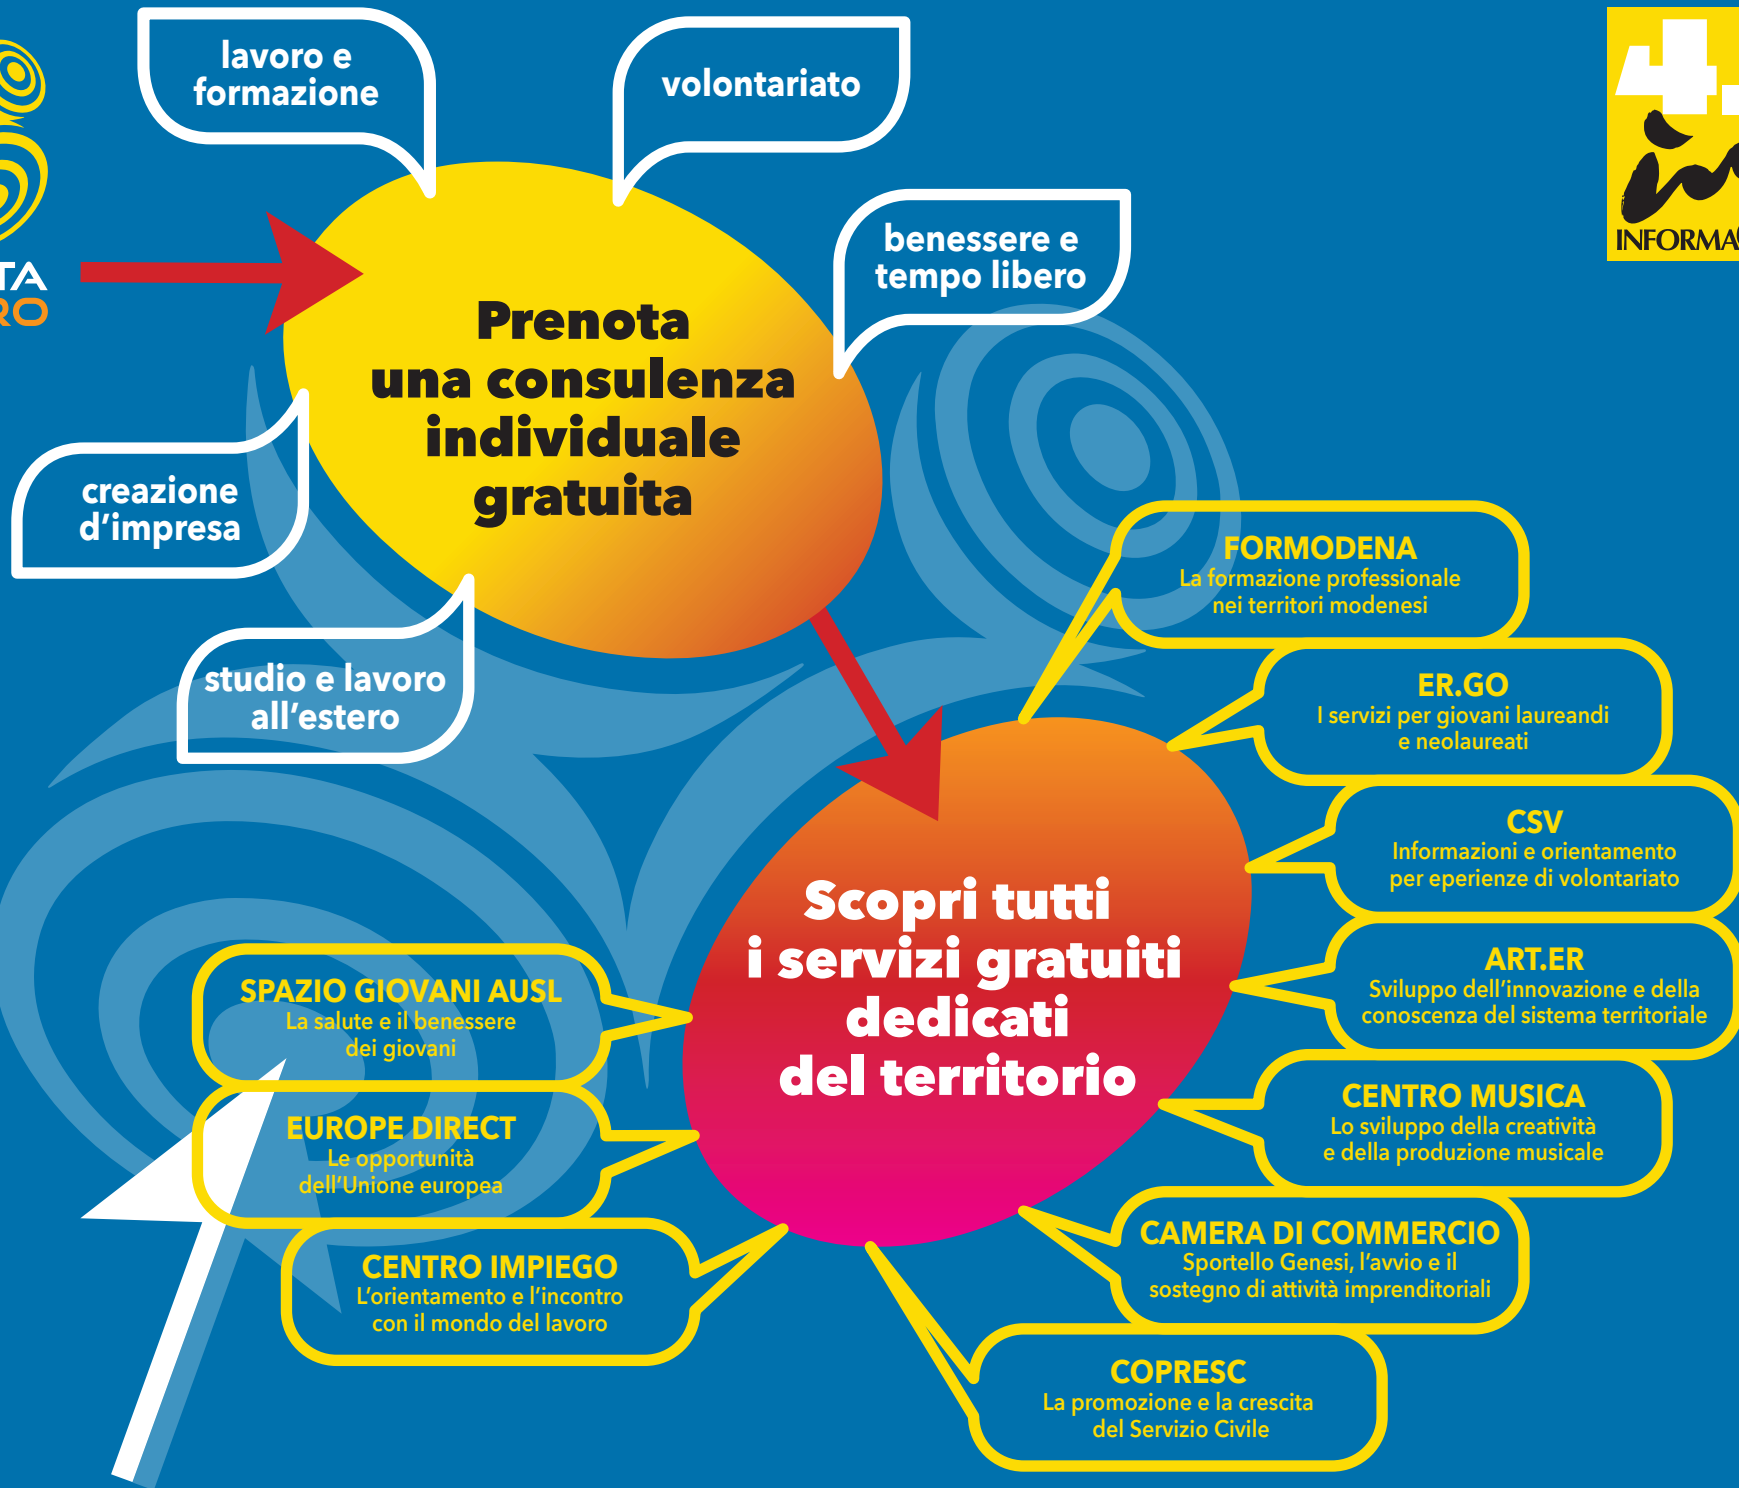 lavoro e
formazione
volontariato
benessere e
tempo libero
INFORMA
TA
RO
Prenota
una consulenza
individuale
gratuita
creazione
d'impresa
studio e lavoro
all'estero
FORMODENA
La formazione professionale
nei territori modenesi
ER.GO
I servizi per giovani laureandi
e neolaureati
CSV
Informazioni e orientamento
per eperienze di volontariato
Scopri tutti
i servizi gratuiti
dedicati
del territorio
ART.ER
Sviluppo dell'innovazione e della
conoscenza del sistema territoriale
SPAZIO GIOVANI AUSL
La salute e il benessere
dei giovani
CENTRO MUSICA
Lo sviluppo della creatività
e della produzione musicale
EUROPE DIRECT
Le opportunità
dell'Unione europea
CAMERA DI COMMERCIO
Sportello Genesi, l'avvio e il
sostegno di attività imprenditoriali
CENTRO IMPIEGO
L'orientamento e l'incontro
con il mondo del lavoro
COPRESC
La promozione e la crescita
del Servizio Civile